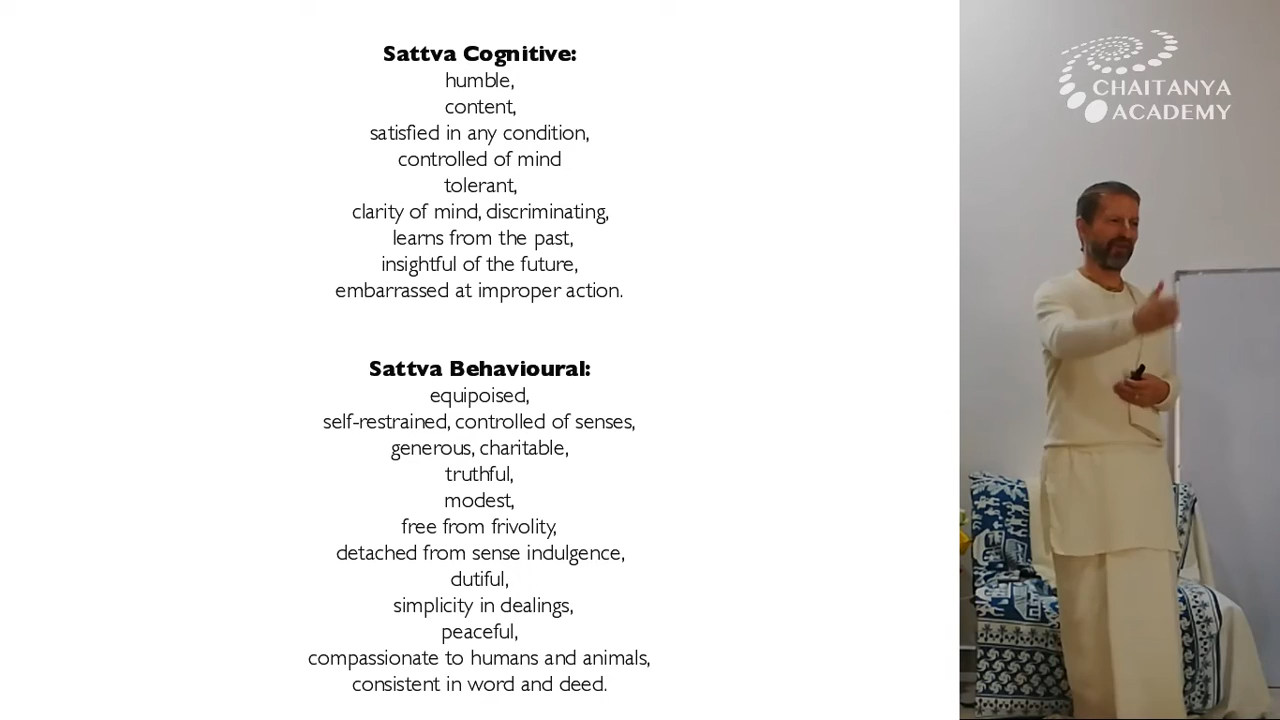 Sattva Cognitive:
humble,
content,
satisfied in any condition,
controlled of mind
tolerant,
clarity of mind, discriminating,
learns from the past,
insightful of the future,
embarrassed at improper action.
Sattva Behavioural:
equipoised,
self-restrained, controlled of senses,
generous, charitable,
truthful,
modest,
free from frivolity,
detached from sense indulgence,
dutiful,
simplicity in dealings,
peaceful,
compassionate to humans and animals,
consistent in word and deed.
CHAITANYA
ACADEMY